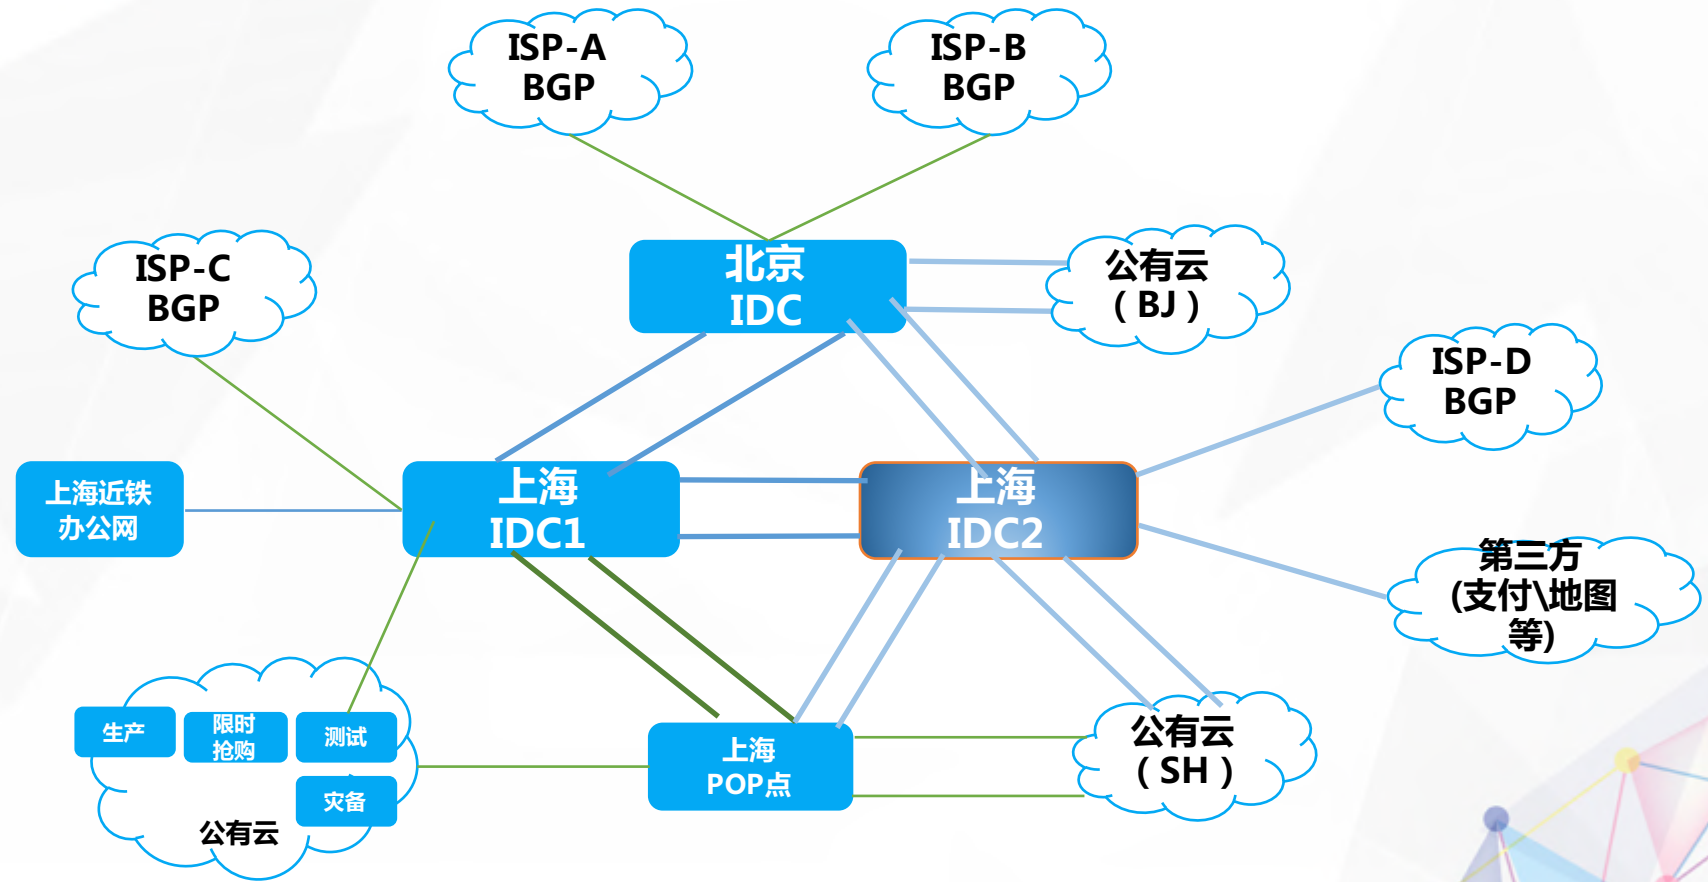 ISP-A
BGP
ISP-B
BGP
ISP-C
BGP
北京
IDC
公有云
（BJ）
ISP-D
BGP
上海近铁
办公网
上海
IDC1
上海
IDC2
第三方
(支付\地图
等)
生产
限时
抢购
测试
灾备
公有云
上海
POP点
公有云
（SH）